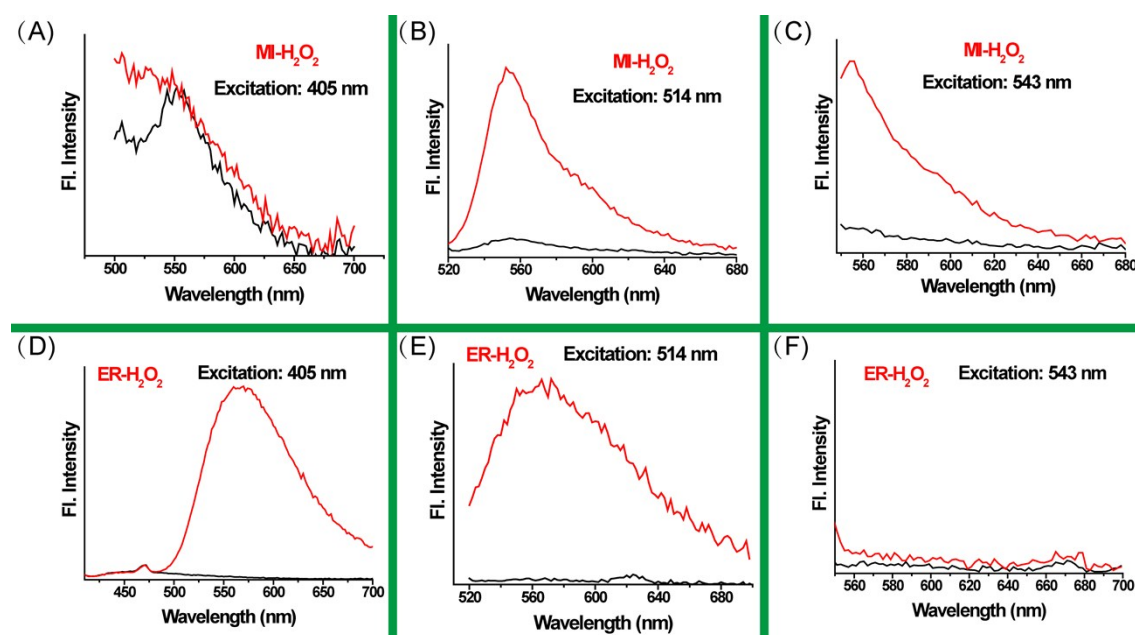 (A)
MI-H₂O₂
Excitation: 405 nm
Fl. Intensity
500 550 600 650 700
Wavelength (nm)
(B)
MI-H₂O₂
Excitation: 514 nm
Fl. Intensity
520 560 600 640 680
Wavelength (nm)
(C)
MI-H₂O₂
Excitation: 543 nm
Fl. Intensity
560 580 600 620 640 660 680
Wavelength (nm)
(D)
ER-H₂O₂ Excitation: 405 nm
Fl. Intensity
450 500 550 600 650 700
Wavelength (nm)
(E)
ER-H₂O₂ Excitation: 514 nm
Fl. Intensity
520 560 600 640 680
Wavelength (nm)
(F)
ER-H₂O₂ Excitation: 543 nm
Fl. Intensity
560 580 600 620 640 660 680 700
Wavelength (nm)